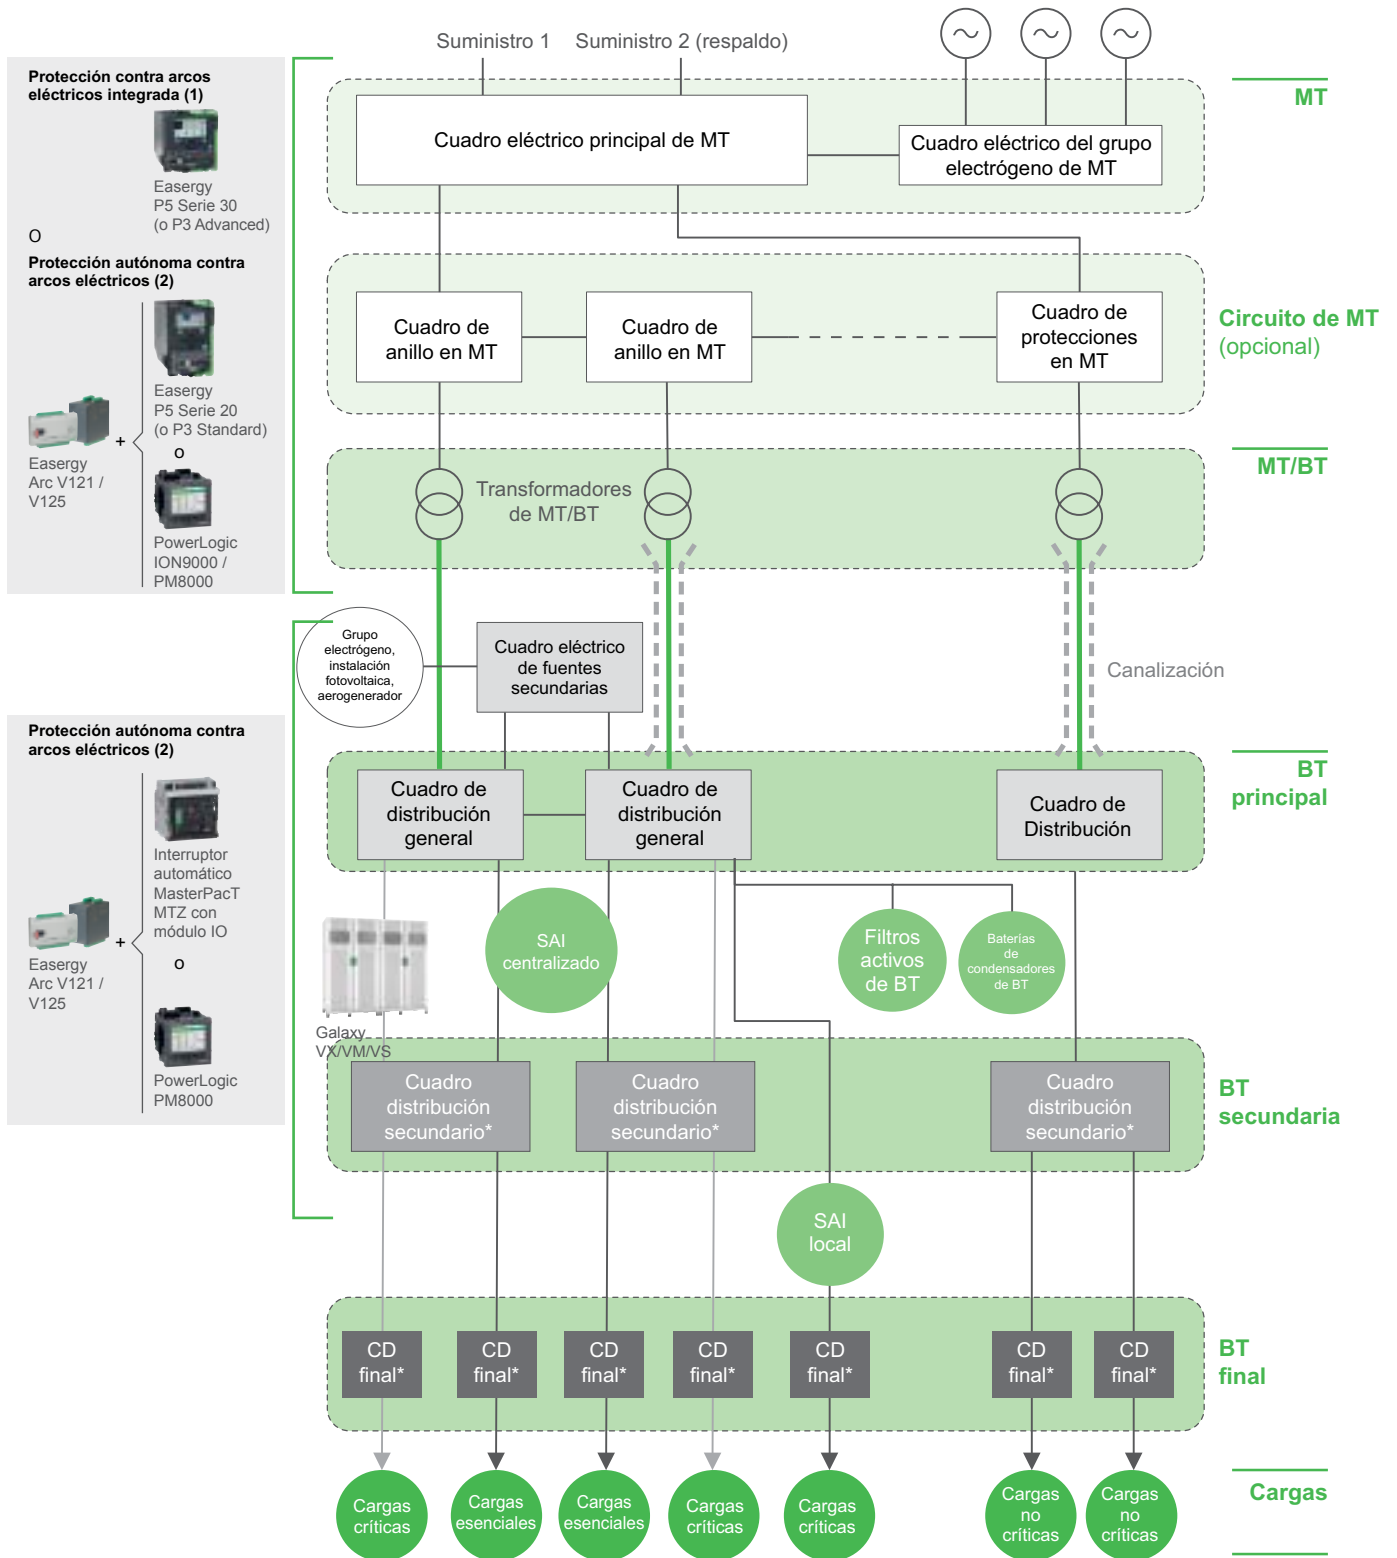 Suministro 1
Suministro 2 (respaldo)
Protección contra arcos
eléctricos integrada (1)
Easergy
P5 Serie 30
(o P3 Advanced)
O
Protección autónoma contra
arcos eléctricos (2)
Easergy
P5 Serie 20
(o P3 Standard)
+
o
Easergy
Arc V121 /
V125
PowerLogic
ION9000 /
PM8000
MT
Cuadro eléctrico principal de MT
Cuadro eléctrico del grupo
electrógeno de MT
Cuadro de
anillo en MT
Cuadro de
anillo en MT
Cuadro de
protecciones
en MT
Circuito de MT
(opcional)
MT/BT
Transformadores
de MT/BT
Grupo
electrógeno,
instalación
fotovoltaica,
aerogenerador
Cuadro eléctrico
de fuentes
secundarias
Canalización
Protección autónoma contra
arcos eléctricos (2)
Interruptor
automático
MasterPacT
MTZ con
módulo IO
+
o
Easergy
Arc V121 /
V125
PowerLogic
PM8000
BT
principal
Cuadro de
distribución
general
Cuadro de
distribución
general
Cuadro de
Distribución
SAI
centralizado
Filtros
activos
de BT
Baterías
de
condensadores
de BT
Galaxy
VX/VM/VS
Cuadro
distribución
secundario*
Cuadro
distribución
secundario*
Cuadro
distribución
secundario*
BT
secundaria
SAI
local
CD
final*
CD
final*
CD
final*
CD
final*
CD
final*
CD
final*
CD
final*
BT
final
Cargas
críticas
Cargas
esenciales
Cargas
esenciales
Cargas
críticas
Cargas
críticas
Cargas
no
críticas
Cargas
no
críticas
Cargas